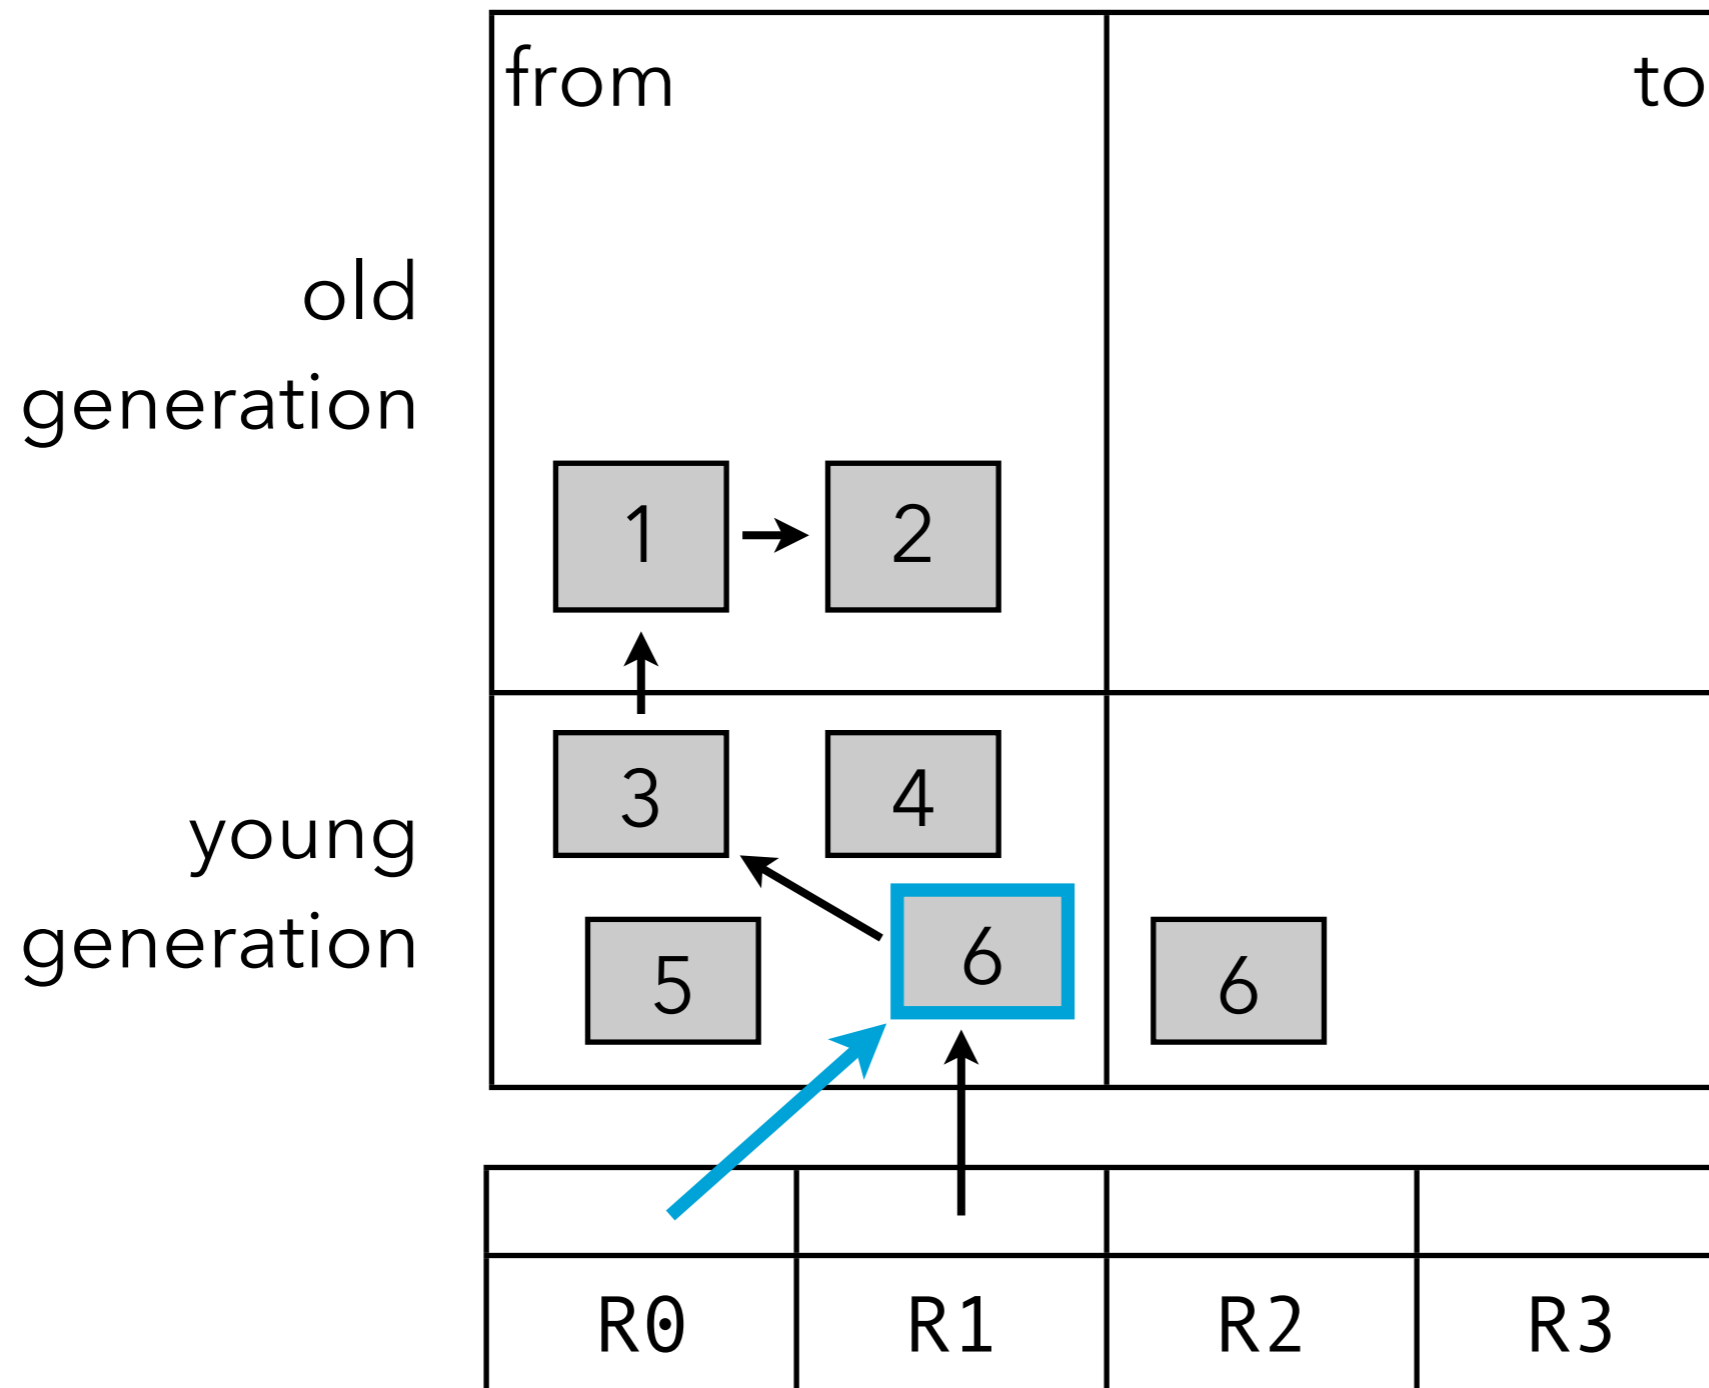 from
to
old
generation
1
2
3
4
young
generation
5
6
6
R0
R1
R2
R3